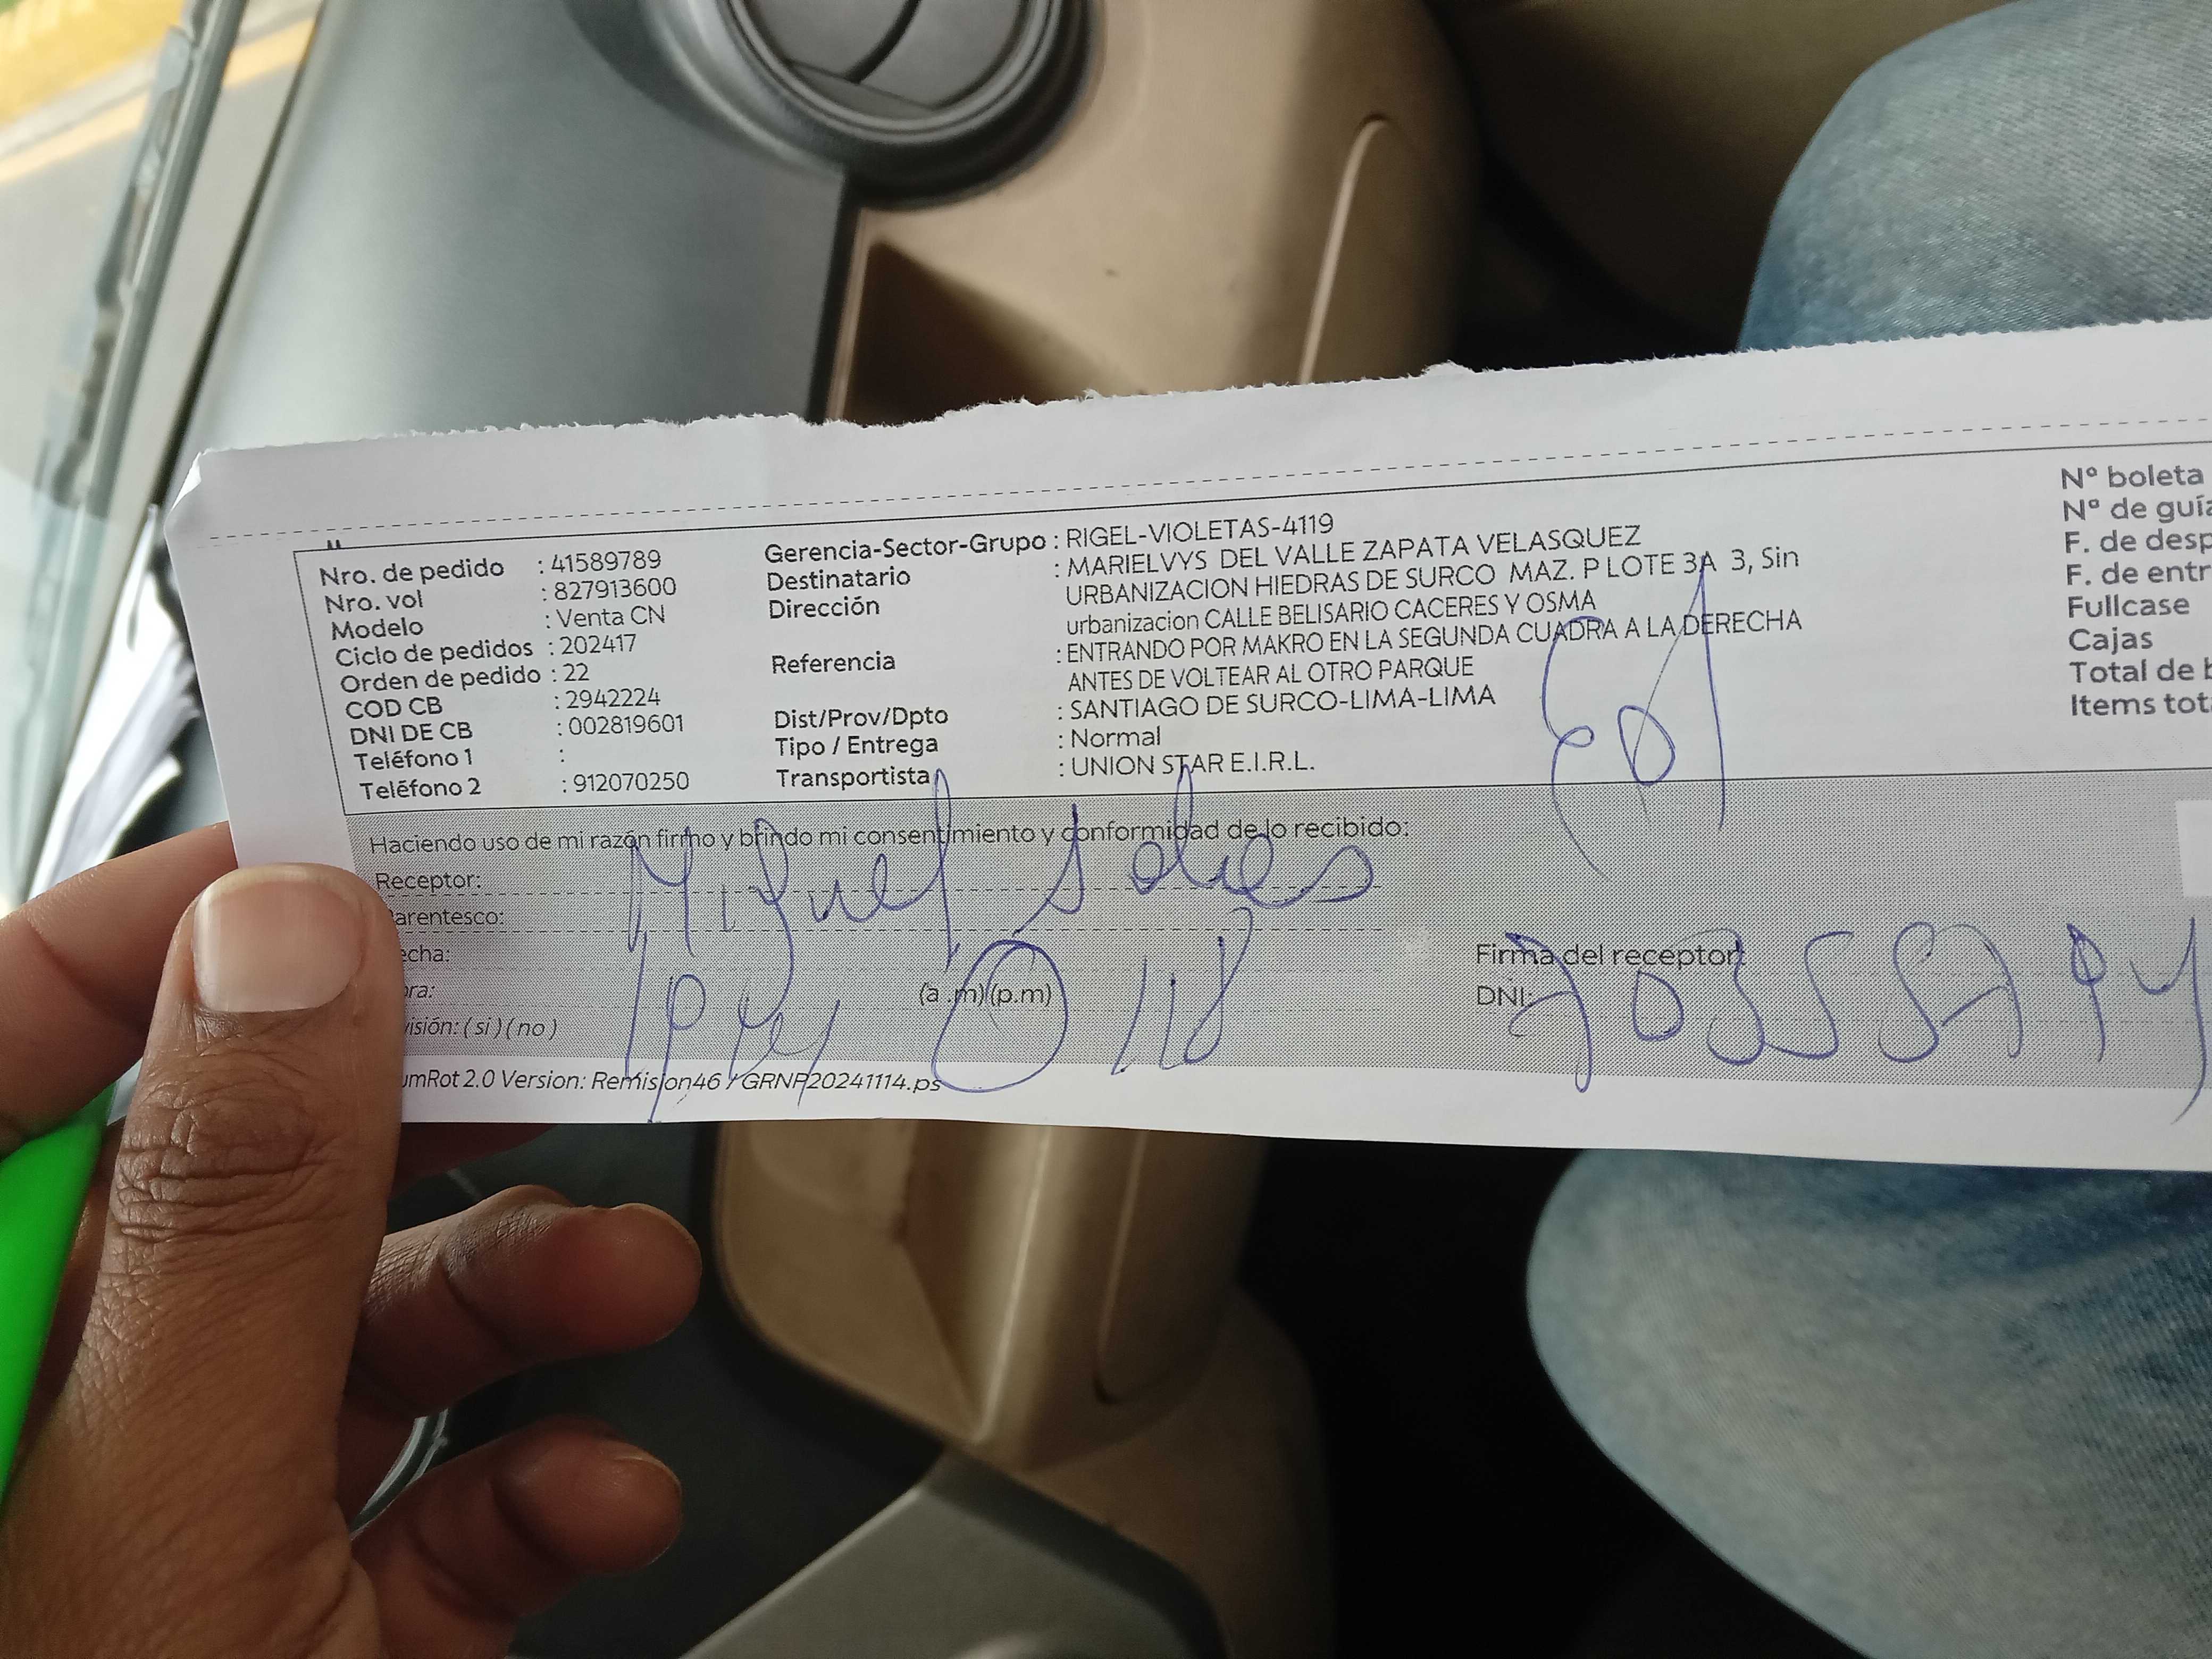 Nro. de pedido : 41589789
Nro. vol : 827913600
Modelo : Venta CN
Ciclo de pedidos : 202417
Orden de pedido : 22
COD CB : 2942224
DNI DE CB : 002819601
Teléfono 1 :
Teléfono 2 : 912070250
Gerencia-Sector-Grupo : RIGEL-VIOLETAS-4119
Destinatario : MARIELVYS DEL VALLE ZAPATA VELASQUEZ
Dirección : URBANIZACION HIEDRAS DE SURCO MAZ. P LOTE 3A 3, Sin
urbanizacion CALLE BELISARIO CACERES Y OSMA
Referencia : ENTRANDO POR MAKRO EN LA SEGUNDA CUADRA A LA DERECHA
ANTES DE VOLTEAR AL OTRO PARQUE
Dist/Prov/Dpto : SANTIAGO DE SURCO-LIMA-LIMA
Tipo / Entrega : Normal
Transportista : UNION STAR E.I.R.L.
Nº boleta
Nº de guía
F. de desp
F. de entr
Fullcase
Cajas
Total de b
Items tot
Haciendo uso de mi razón firmo y brindo mi consentimiento y conformidad de lo recibido:
Receptor: Miguel
arentesco:
echa:
ora: (a .m)(p.m)
visión: ( si ) ( no )
Firma del receptor:
DNI:
umRot 2.0 Version: Remision46 / GRNP20241114.ps